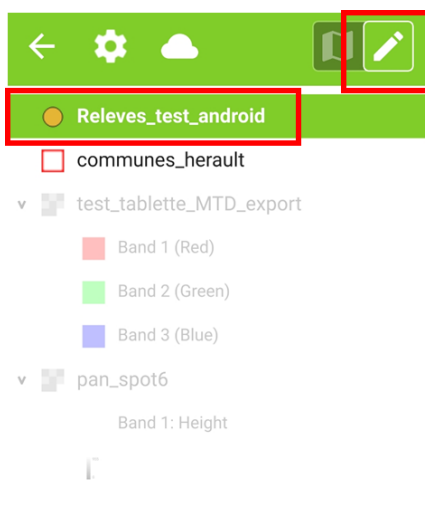 Releves_test_android
communes_herault
test_tablette_MTD_export
Band 1 (Red)
Band 2 (Green)
Band 3 (Blue)
pan_spot6
Band 1: Height